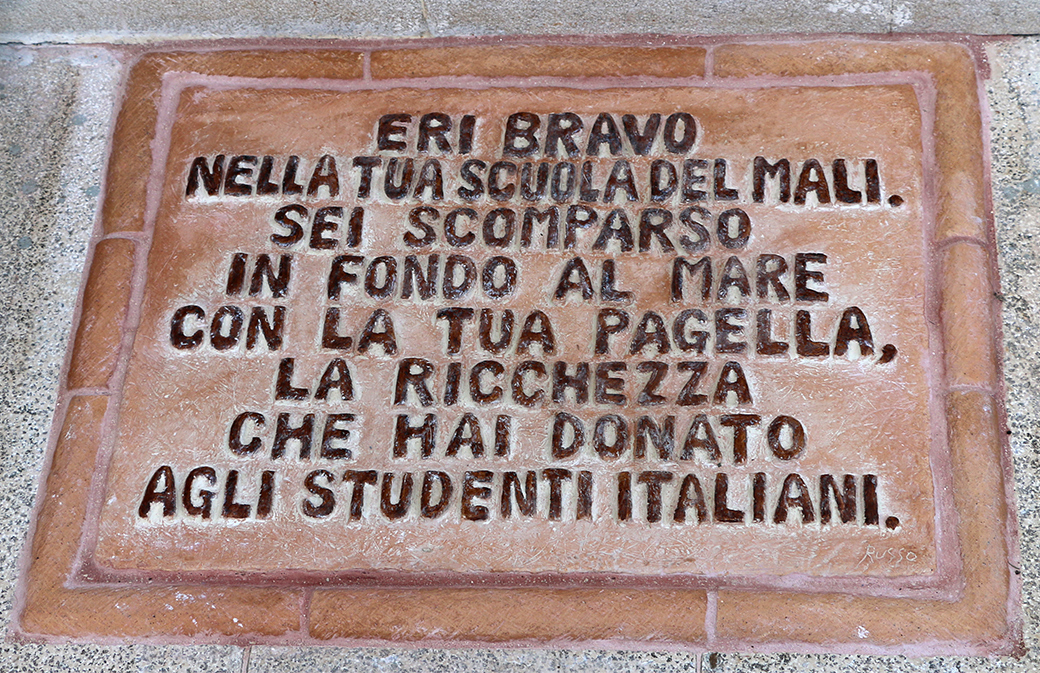 ERI BRAVO
NELLA TUA SCUOLA DEL MALI.
SEI SCOMPARSO
IN FONDO AL MARE
CON LA TUA PAGELLA,
LA RICCHEZZA
CHE HAI DONATO
AGLI STUDENTI ITALIANI.
RUSSO